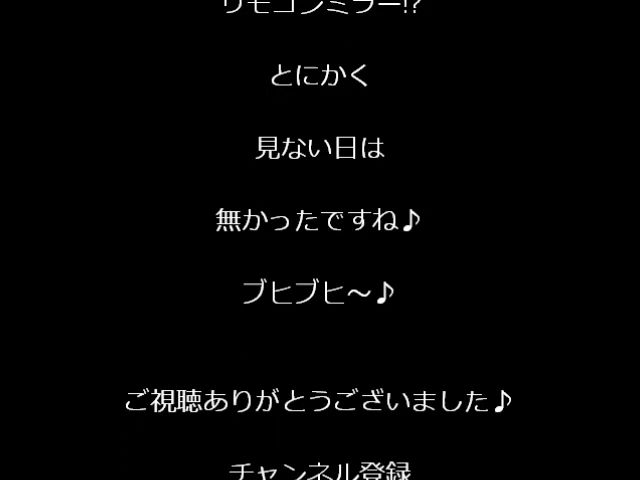 リモコンミラー!?
とにかく
見ない日は
無かったですね♪
ブヒブヒ～♪
ご視聴ありがとうございました♪
チャンネル登録